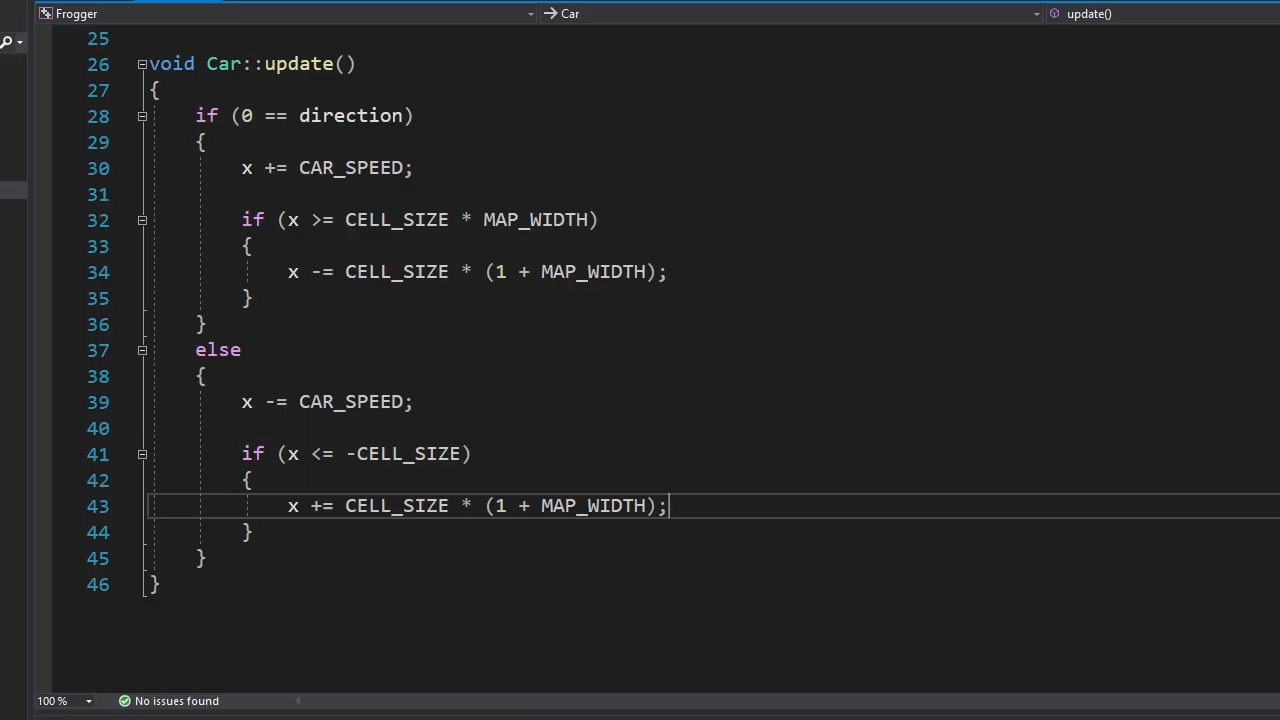 Frogger Car update()
25
26 void Car::update()
27 {
28 if (0 == direction)
29 {
30 x += CAR_SPEED;
31
32 if (x >= CELL_SIZE * MAP_WIDTH)
33 {
34 x -= CELL_SIZE * (1 + MAP_WIDTH);
35 }
36 }
37 else
38 {
39 x -= CAR_SPEED;
40
41 if (x <= -CELL_SIZE)
42 {
43 x += CELL_SIZE * (1 + MAP_WIDTH);
44 }
45 }
46 }
100 % No issues found